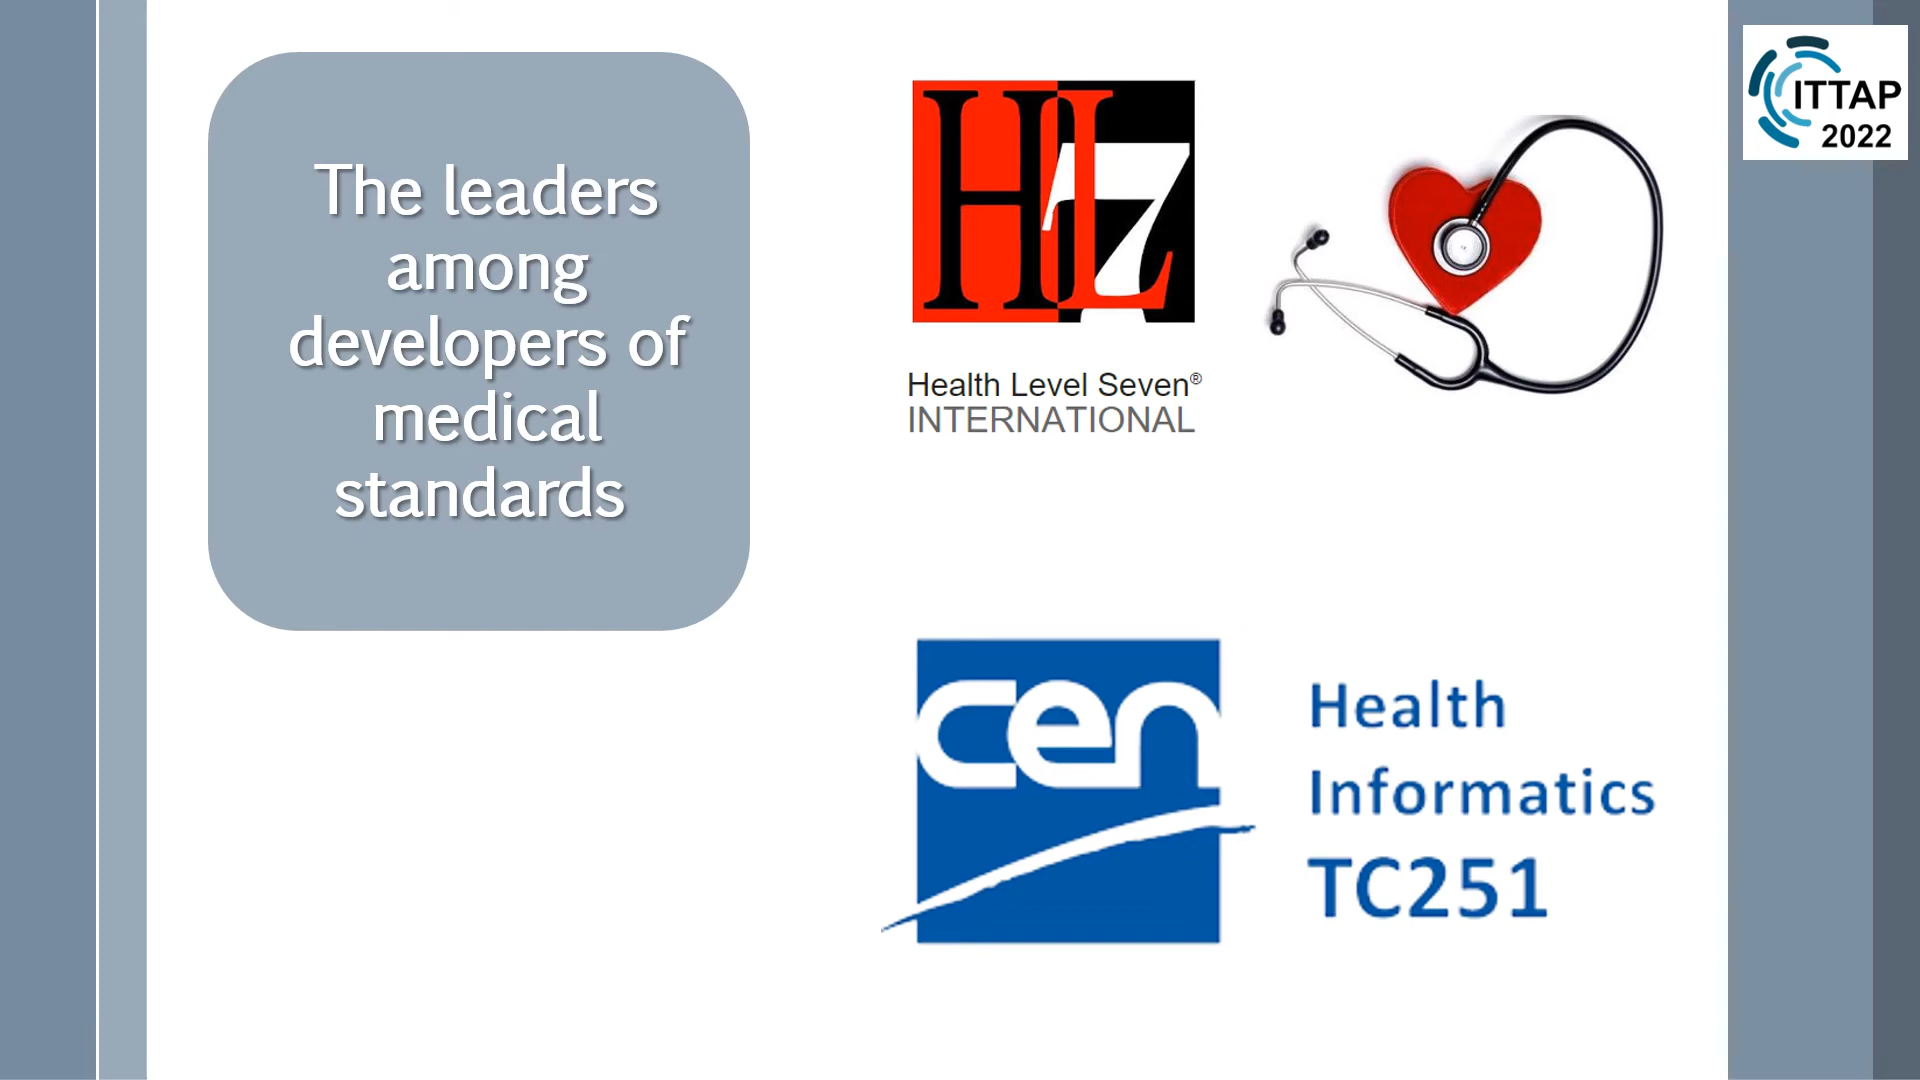 The leaders
among
developers of
medical
standards
HL7
Health Level Seven®
INTERNATIONAL
ITTAP
2022
cen
Health
Informatics
TC251